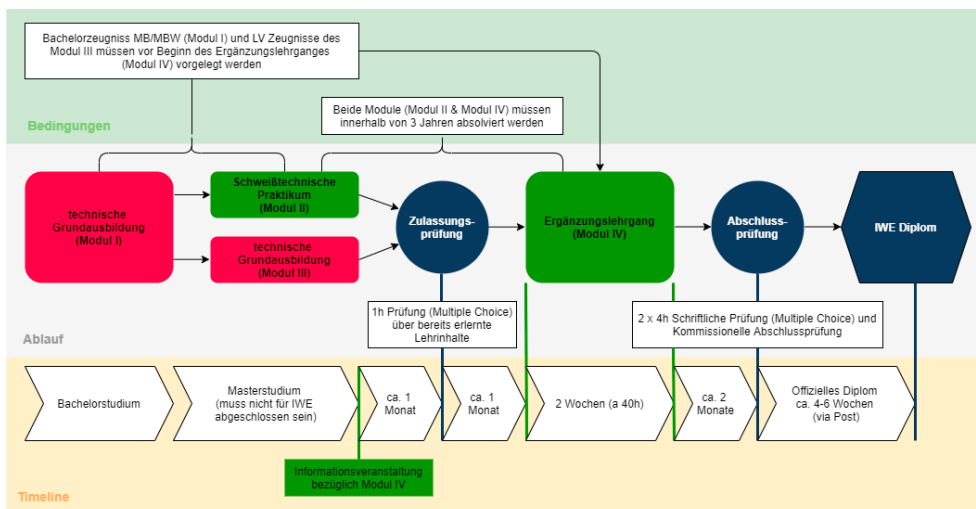 Bachelorzeugniss MB/MBW (Modul I) und LV Zeugnisse des
Modul III müssen vor Beginn des Ergänzungslehrganges
(Modul IV) vorgelegt werden
Beide Module (Modul II & Modul IV) müssen
innerhalb von 3 Jahren absolviert werden
Bedingungen
technische
Grundausbildung
(Modul I)
Schweißtechnische
Praktikum
(Modul II)
technische
Grundausbildung
(Modul III)
Zulassungs-
prüfung
Ergänzungslehrgang
(Modul IV)
Abschluss-
prüfung
IWE Diplom
1h Prüfung (Multiple Choice)
über bereits erlernte
Lehrinhalte
2 x 4h Schriftliche Prüfung (Multiple Choice) und
Kommissionelle Abschlussprüfung
Ablauf
Bachelorstudium
Masterstudium
(muss nicht für IWE
abgeschlossen sein)
ca. 1
Monat
ca. 1
Monat
2 Wochen (a 40h)
ca. 2
Monate
Offizielles Diplom
ca. 4-6 Wochen
(via Post)
Informationsveranstaltung
bezüglich Modul IV
Timeline